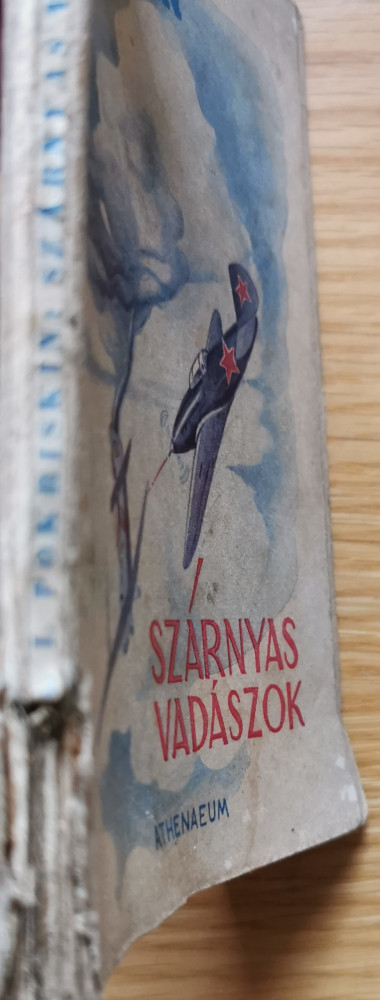 I. POKRISKIN: SZÁRNYAS V
SZÁRNYAS
VADÁSZOK
ATHENAEUM